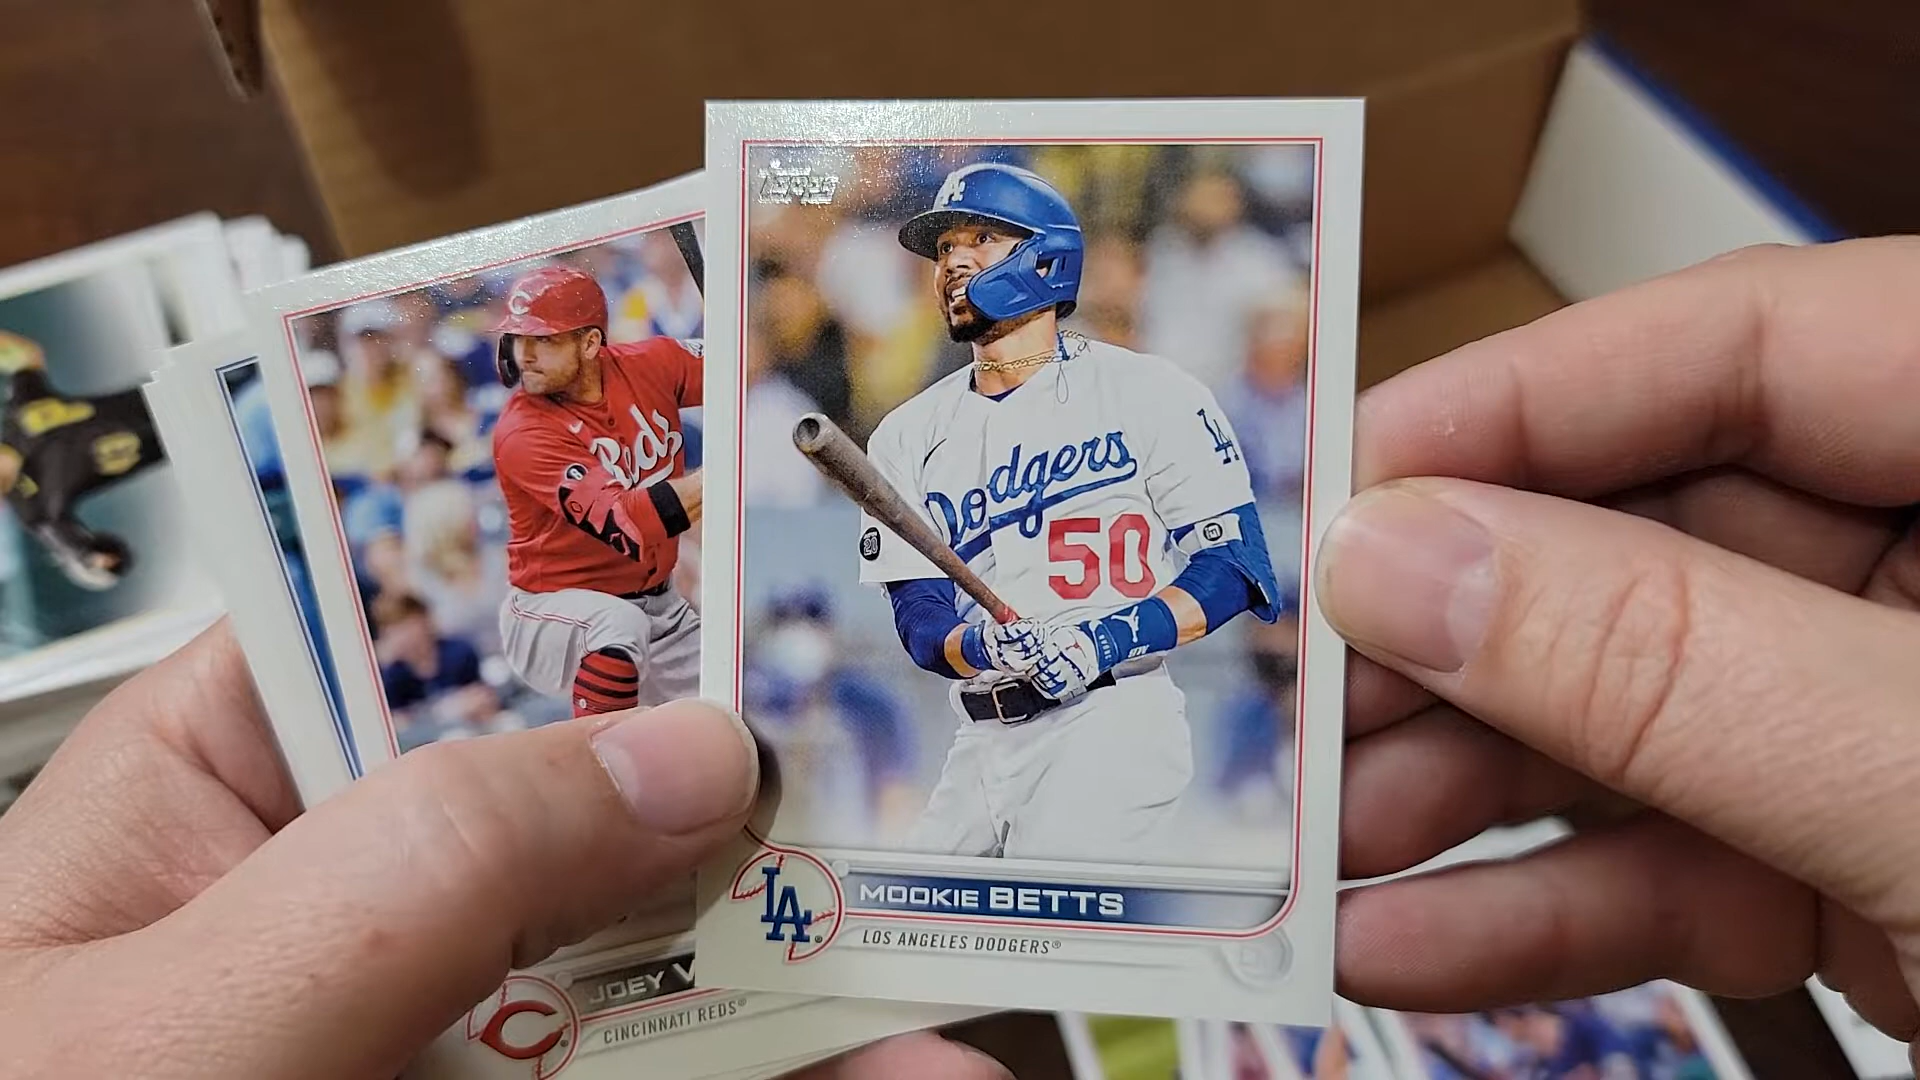 Topps
Dodgers
50
LA
MOOKIE BETTS
LOS ANGELES DODGERS®
C
Reds
JOEY V
CINCINNATI REDS®